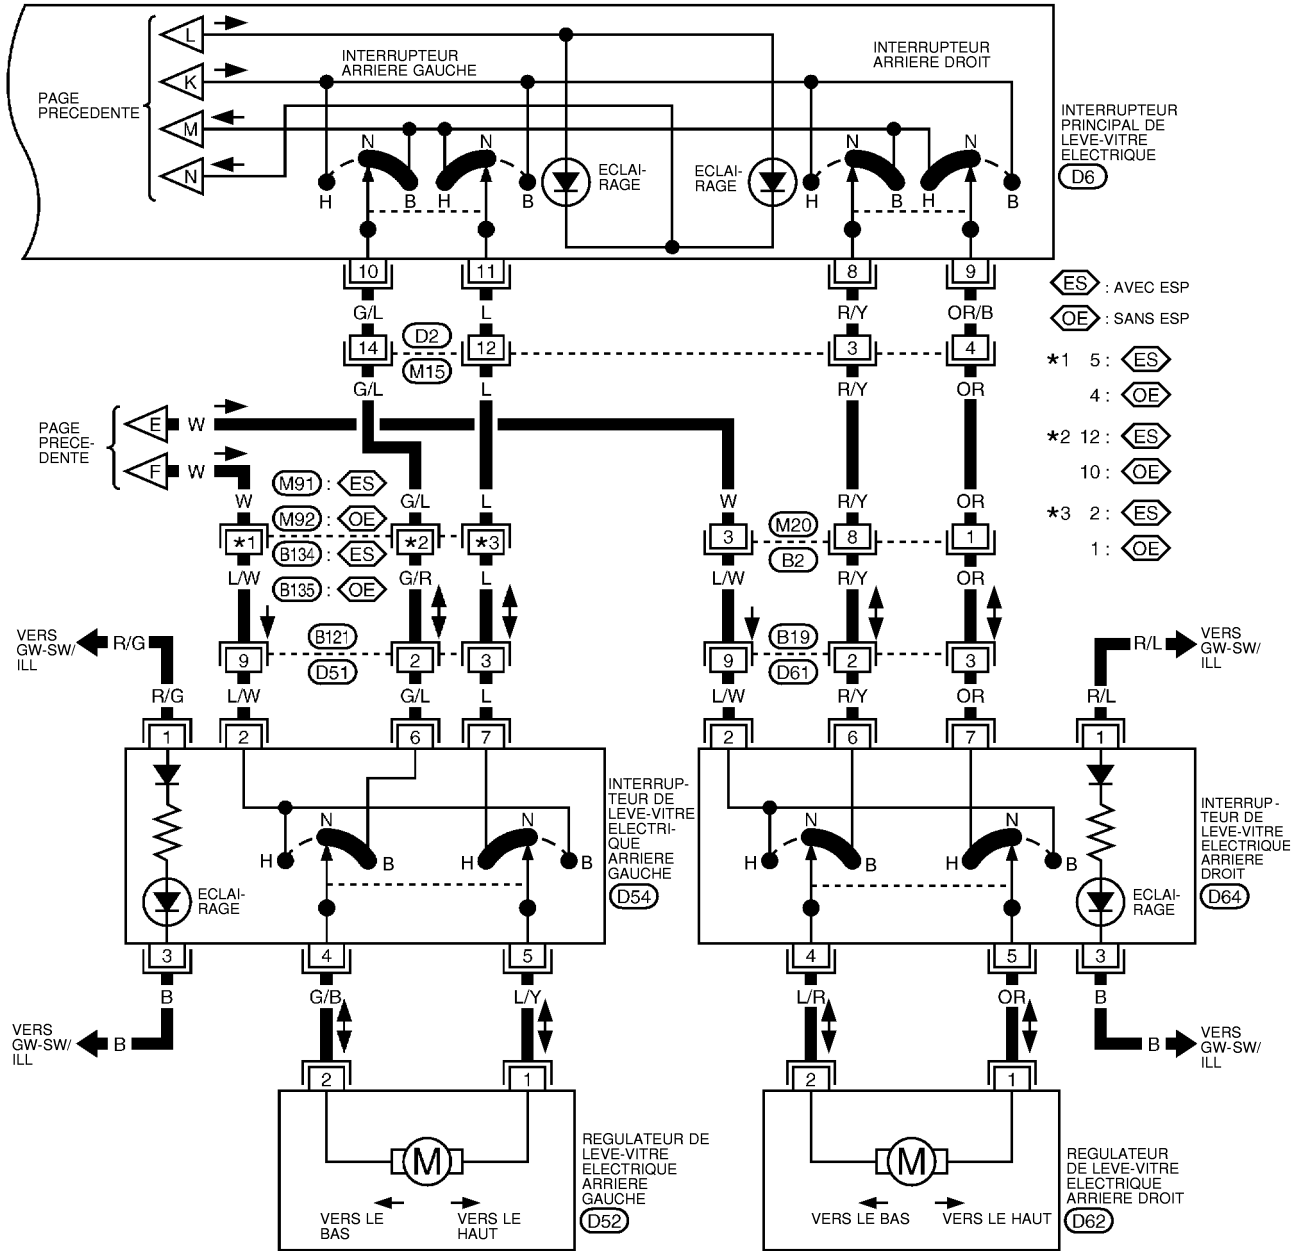 L
K
M
N
PAGE
PRECEDENTE
INTERRUPTEUR
ARRIERE GAUCHE
INTERRUPTEUR
ARRIERE DROIT
N N N N
ECLAI-
RAGE
ECLAI-
RAGE
H B H B H B H B
INTERRUPTEUR
PRINCIPAL DE
LEVE-VITRE
ELECTRIQUE
D6
10 11 8 9
G/L L R/Y OR/B
14 D2 12 3 4
M15
G/L L R/Y OR
ES : AVEC ESP
OE : SANS ESP
*1 5 : ES
4 : OE
*2 12 : ES
10 : OE
*3 2 : ES
1 : OE
PAGE
PRECE-
DENTE
E W
F W
W G/L L W R/Y OR
M91 : ES
M92 : OE
B134 : ES
B135 : OE
*1 *2 *3 3 M20 8 1
B2
L/W G/R L L/W R/Y OR
9 B121 2 3 9 B19 2 3
D51 D61
L/W G/L L L/W R/Y OR
VERS
GW-SW/
ILL
R/G
R/G
R/L
VERS
GW-SW/
ILL
R/L
1 2 6 7 2 6 7 1
N N N N
H B H B H B H B
ECLAI-
RAGE
ECLAI-
RAGE
INTERRUP-
TEUR DE
LEVE-VITRE
ELECTRI-
QUE
ARRIERE
GAUCHE
D54
INTERRUP-
TEUR DE
LEVE-VITRE
ELECTRIQUE
ARRIERE
DROIT
D64
3 4 5 4 5 3
B G/B L/Y L/R OR B
VERS
GW-SW/
ILL
B
B
VERS
GW-SW/
ILL
2 1 2 1
M M
VERS LE
BAS
VERS LE
HAUT
REGULATEUR DE
LEVE-VITRE
ELECTRIQUE
ARRIERE
GAUCHE
D52
VERS LE BAS
VERS LE HAUT
REGULATEUR
DE LEVE-VITRE
ELECTRIQUE
ARRIERE DROIT
D62